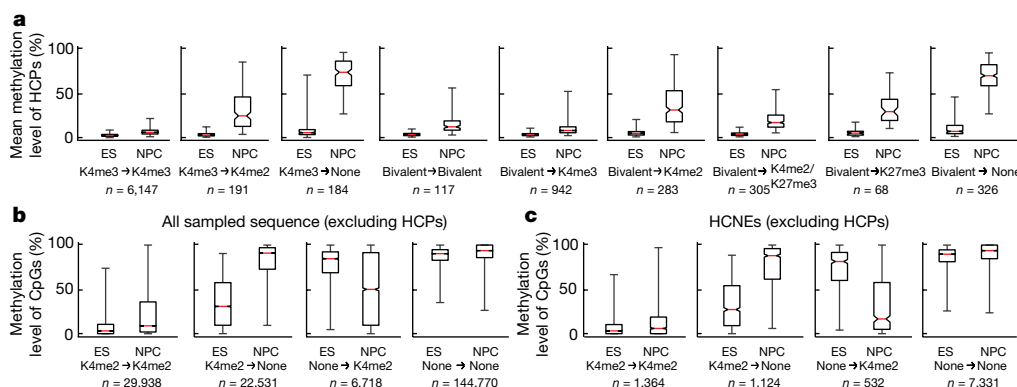 a
Mean methylation
level of HCPs (%)
100
50
0
ES NPC ES NPC ES NPC ES NPC ES NPC ES NPC ES NPC ES NPC ES NPC
K4me3→K4me3 K4me3→K4me2 K4me3→None Bivalent→Bivalent Bivalent→K4me3 Bivalent→K4me2 Bivalent→K4me2/K27me3 Bivalent→K27me3 Bivalent→None
n = 6,147 n = 191 n = 184 n = 117 n = 942 n = 283 n = 305 n = 68 n = 326
b All sampled sequence (excluding HCPs)
Methylation
level of CpGs (%)
100
50
0
ES NPC ES NPC ES NPC ES NPC
K4me2→K4me2 K4me2→None None→K4me2 None→None
n = 29,938 n = 22,531 n = 6,718 n = 144,770
c HCNEs (excluding HCPs)
Methylation
level of CpGs (%)
100
50
0
ES NPC ES NPC ES NPC ES NPC
K4me2→K4me2 K4me2→None None→K4me2 None→None
n = 1,364 n = 1,124 n = 532 n = 7,331